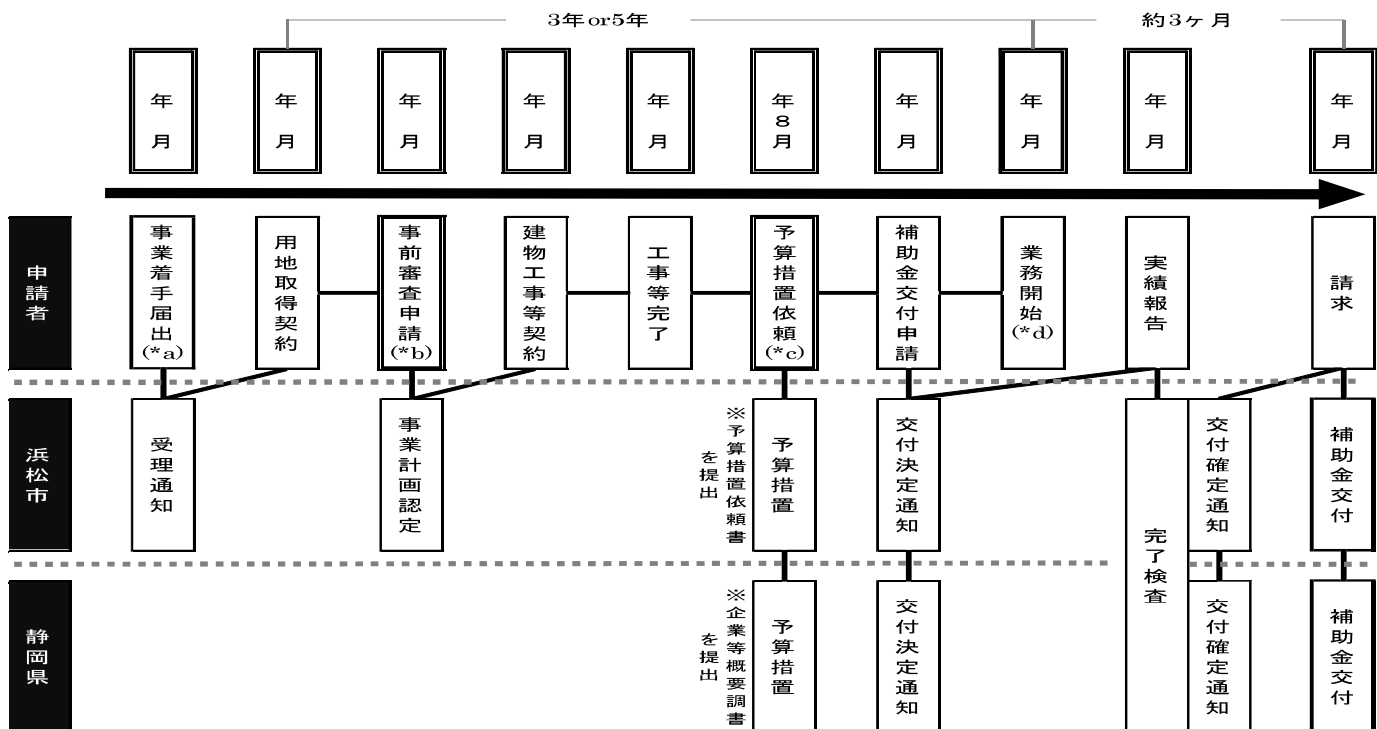 3年or5年
約3ヶ月
年 月
年 月
年 月
年 月
年 月
年 8月
年 月
年 月
年 月
年 月
申請者
事業着手届出(*a)
用地取得契約
事前審査申請(*b)
建物工事等契約
工事等完了
予算措置依頼(*c)
補助金交付申請
業務開始(*d)
実績報告
請求
浜松市
受理通知
事業計画認定
※予算措置依頼書
を提出
予算措置
交付決定通知
完了検査
交付確定通知
補助金交付
静岡県
※企業等概要調書
を提出
予算措置
交付決定通知
交付確定通知
補助金交付